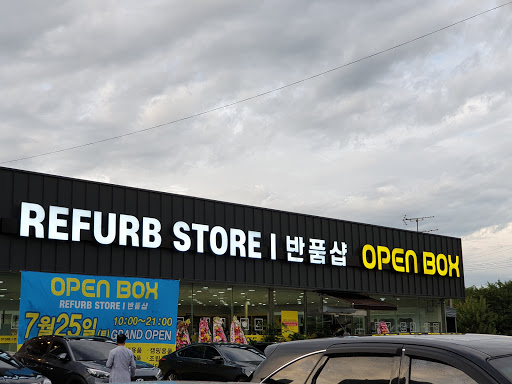 REFURB STORE | 반품샵 OPEN BOX
OPEN BOX
REFURB STORE | 반품샵
7월25일 10:00~21:00
GRAND OPEN